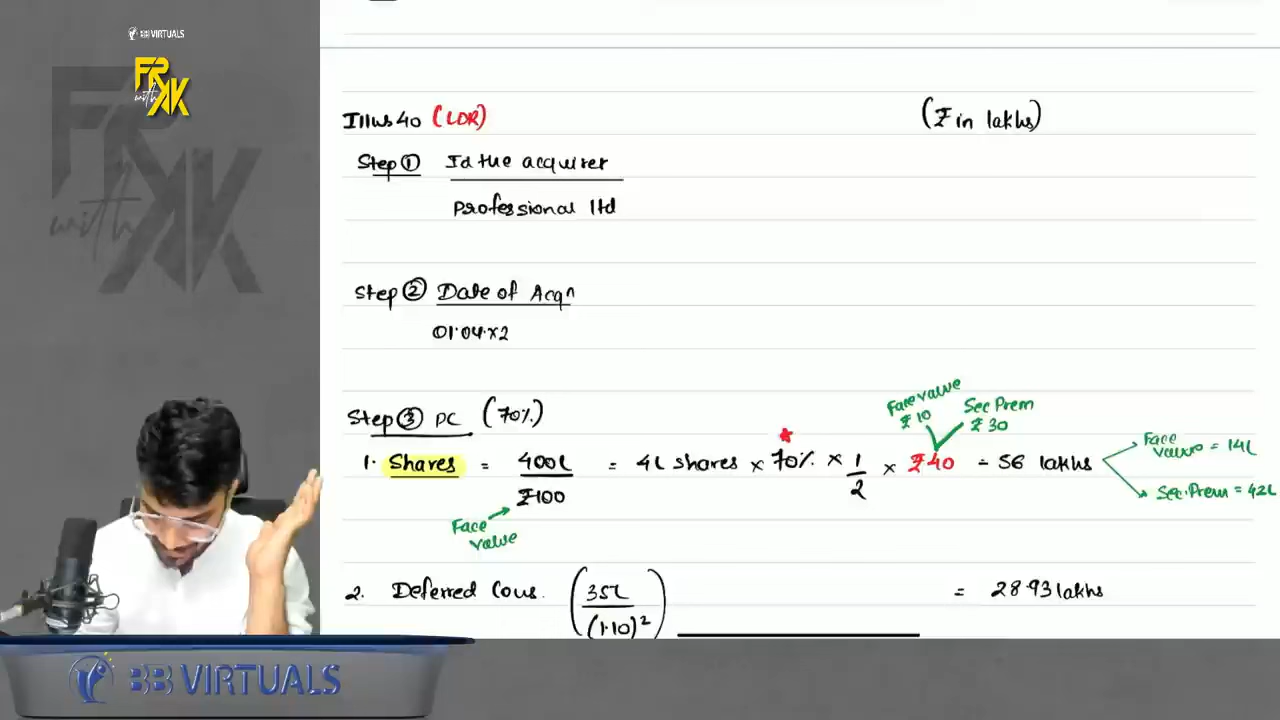 BB VIRTUALS
FR with KK
Illus 40 (LDR)
(₹ in lakhs)
Step ① Id the acquirer
Professional ltd
Step ② Date of Acqn
01.04.x2
Step ③ PC (70%)
Face value ₹10
Sec Prem ₹30
1. Shares = 400L / ₹100 = 4L shares × 70% × 1/2 × ₹40 = 56 lakhs
Face value = 14L
Sec. Prem = 42L
Face value
2. Deferred Cons. (35L / (1.10)²) = 28.93 lakhs
BB VIRTUALS